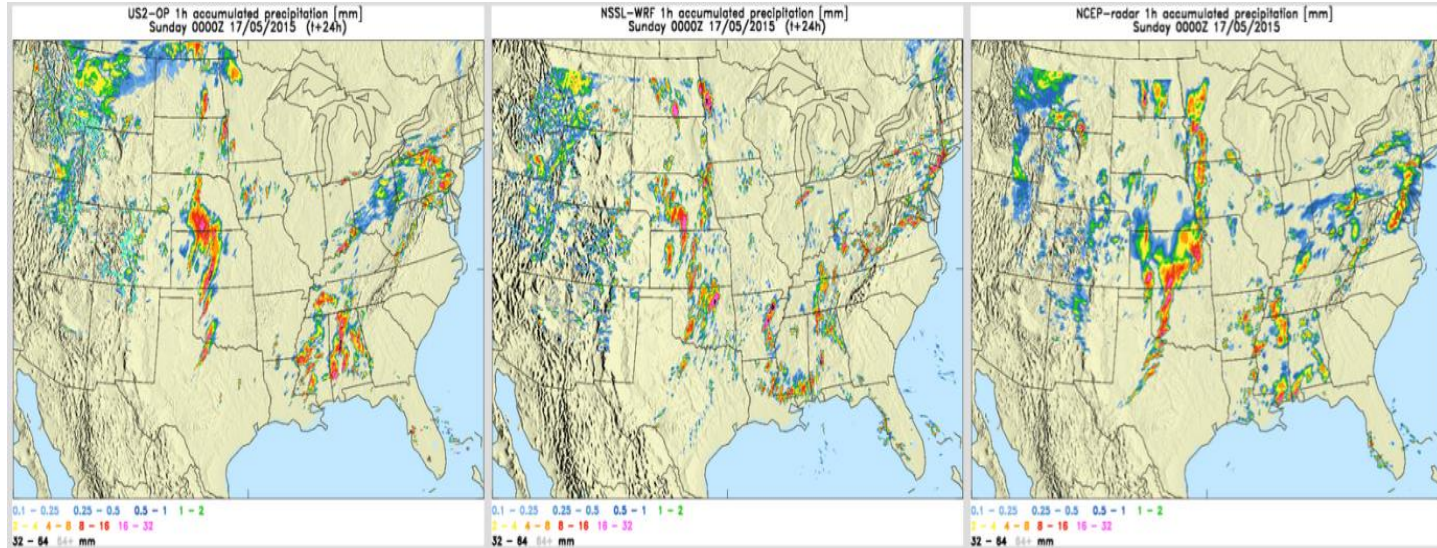 US2-OP 1h accumulated precipitation [mm]
Sunday 0000Z 17/05/2015 (t+24h)
0.1 - 0.25 0.25 - 0.5 0.5 - 1 1 - 2
2 - 4 4 - 8 8 - 16 16 - 32
32 - 64 64+ mm
NSSL-WRF 1h accumulated precipitation [mm]
Sunday 0000Z 17/05/2015 (t+24h)
0.1 - 0.25 0.25 - 0.5 0.5 - 1 1 - 2
2 - 4 4 - 8 8 - 16 16 - 32
32 - 64 64+ mm
NCEP-radar 1h accumulated precipitation [mm]
Sunday 0000Z 17/05/2015
0.1 - 0.25 0.25 - 0.5 0.5 - 1 1 - 2
2 - 4 4 - 8 8 - 16 16 - 32
32 - 64 64+ mm